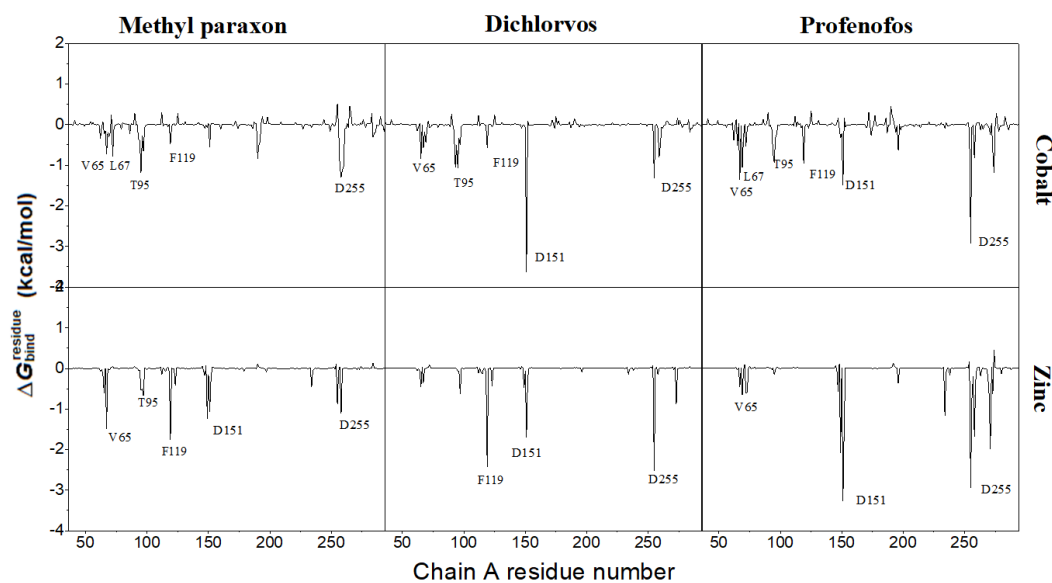 Methyl paraxon
Dichlorvos
Profenofos
2
1
0
-1
-2
-3
V65
L67
T95
F119
D255
V65
T95
F119
D151
D255
V65
L67
T95
F119
D151
D255
Cobalt
ΔG bind residue (kcal/mol)
1
0
-1
-2
-3
-4
V65
T95
F119
D151
D255
F119
D151
D255
V65
D151
D255
Zinc
50 100 150 200 250
50 100 150 200 250
50 100 150 200 250
Chain A residue number